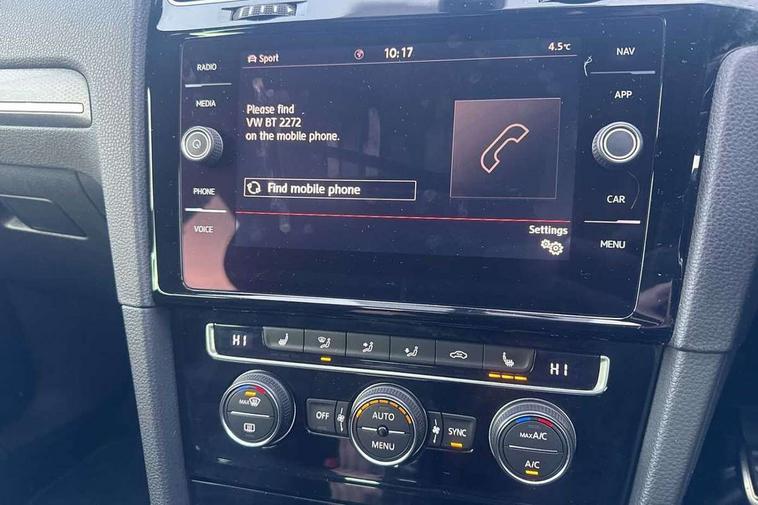 Sport 10:17 4.5°C
RADIO
MEDIA
PHONE
VOICE
Please find
VW BT 2272
on the mobile phone.
Find mobile phone
Settings
NAV
APP
CAR
MENU
HI
HI
MAX
OFF
AUTO
MENU
SYNC
MAX A/C
A/C